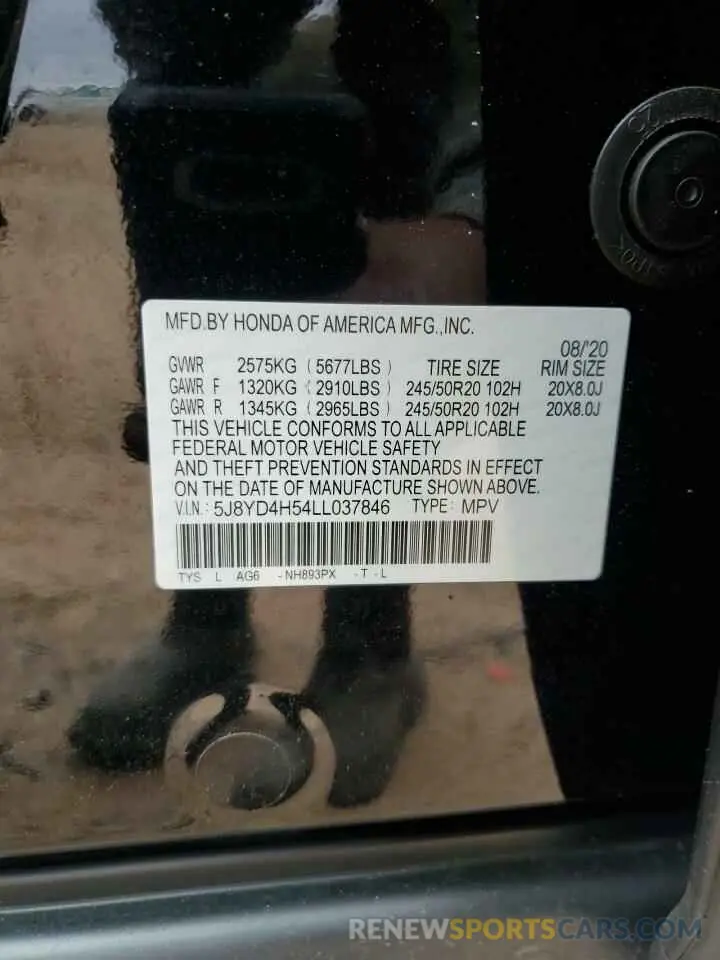 MFD.BY HONDA OF AMERICA MFG.,INC.
08/'20
GVWR 2575KG (5677LBS) TIRE SIZE RIM SIZE
GAWR F 1320KG (2910LBS) 245/50R20 102H 20X8.0J
GAWR R 1345KG (2965LBS) 245/50R20 102H 20X8.0J
THIS VEHICLE CONFORMS TO ALL APPLICABLE
FEDERAL MOTOR VEHICLE SAFETY
AND THEFT PREVENTION STANDARDS IN EFFECT
ON THE DATE OF MANUFACTURE SHOWN ABOVE.
V.I.N.: 5J8YD4H54LL037846 TYPE: MPV
TYS L AG6 -NH893PX -T -L
RENEWSPORTSCARS.COM